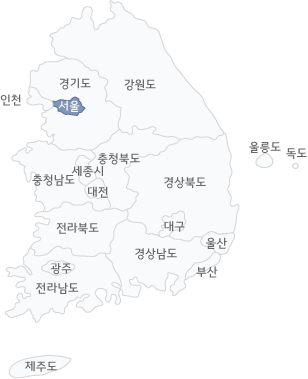 경기도
강원도
인천
서울
울릉도
독도
충청북도
세종시
충청남도
경상북도
대전
전라북도
대구
울산
경상남도
광주
부산
전라남도
제주도